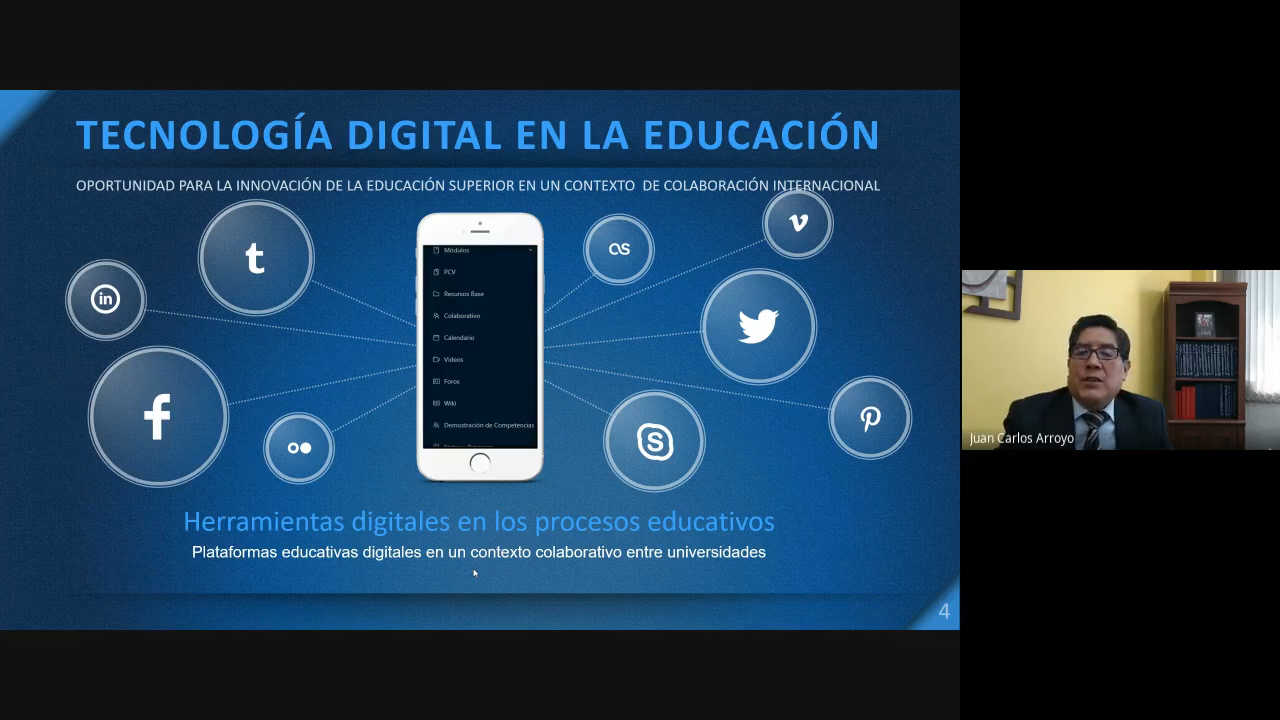 TECNOLOGÍA DIGITAL EN LA EDUCACIÓN
OPORTUNIDAD PARA LA INNOVACIÓN DE LA EDUCACIÓN SUPERIOR EN UN CONTEXTO DE COLABORACIÓN INTERNACIONAL
t
as
v
in
f
S
Módulos
PCV
Recursos Base
Colaborativo
Calendario
Videos
Foros
Wiki
Demostración de Competencias
Herramientas digitales en los procesos educativos
Plataformas educativas digitales en un contexto colaborativo entre universidades
4
Juan Carlos Arroyo